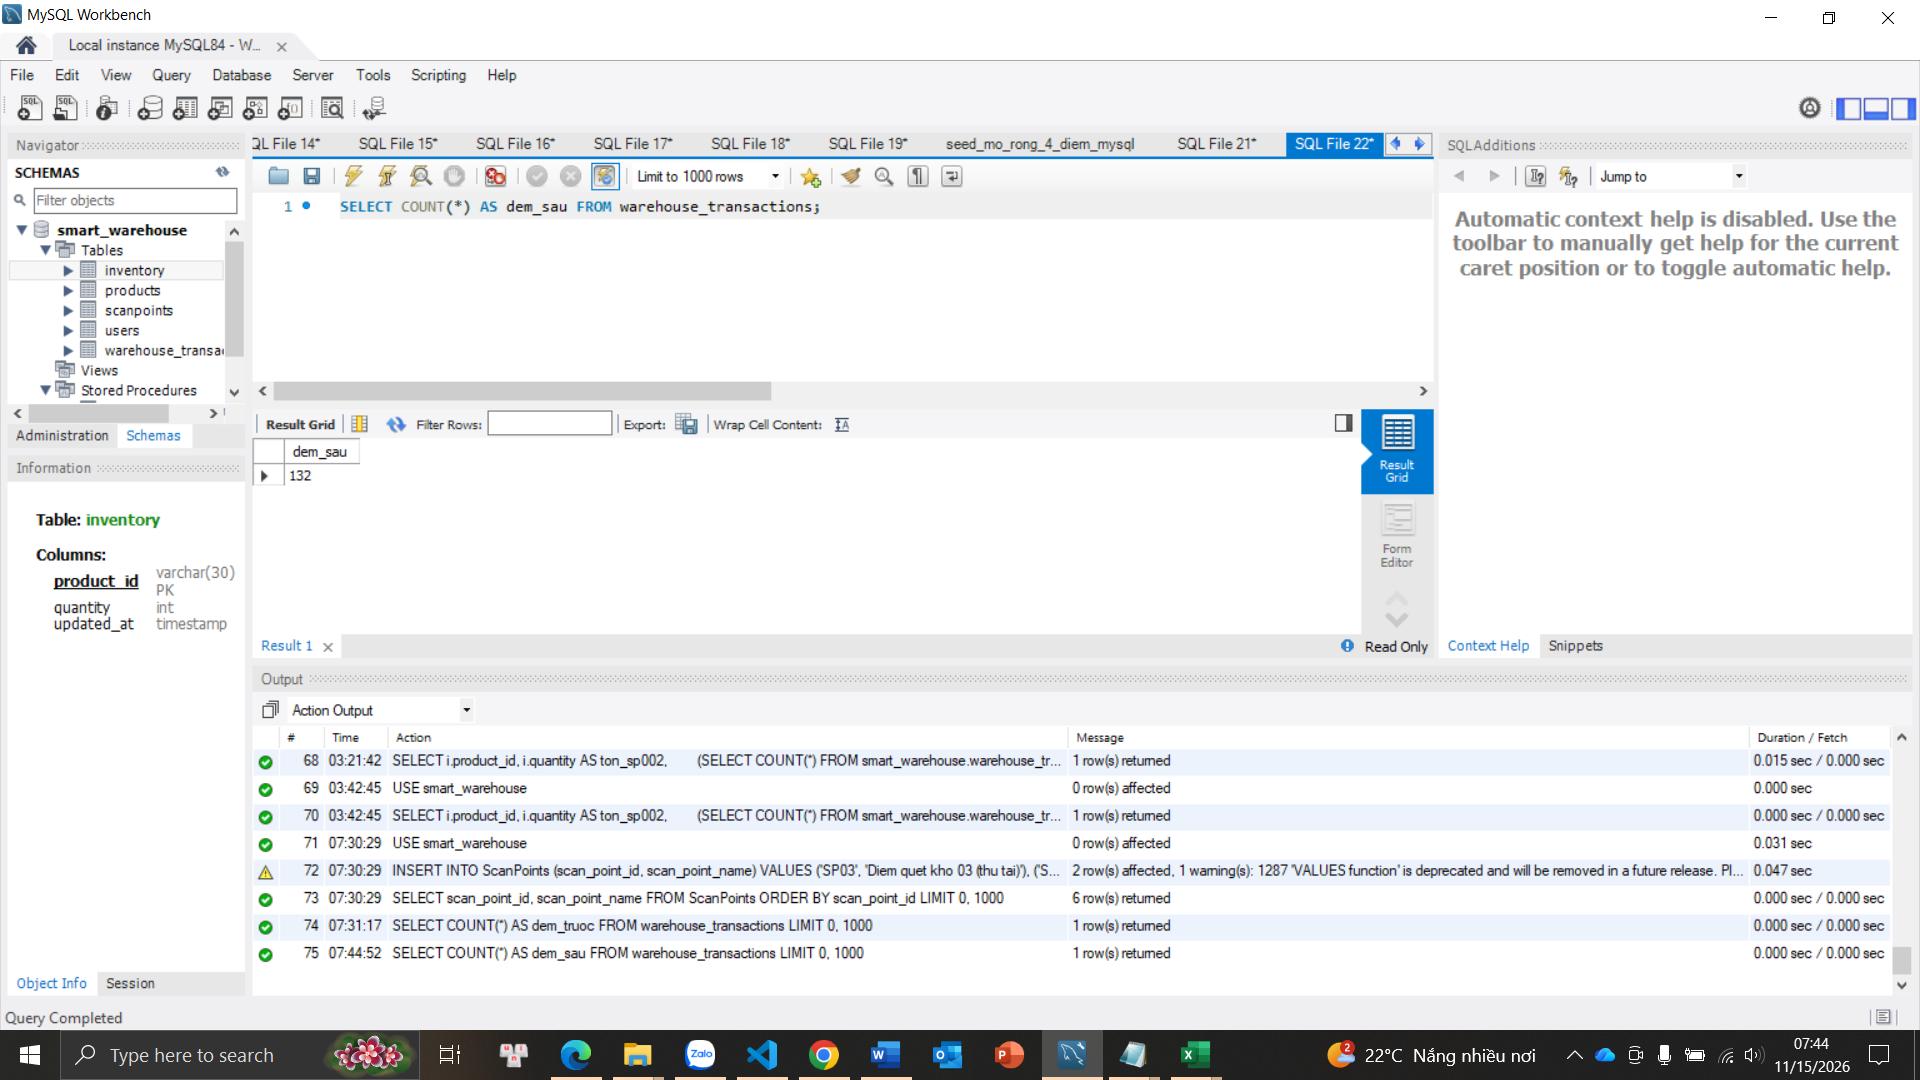 MySQL Workbench
Local instance MySQL84 - W...
File Edit View Query Database Server Tools Scripting Help
Navigator
SCHEMAS
Filter objects
smart_warehouse
Tables
inventory
products
scanpoints
users
warehouse_transa
Views
Stored Procedures
Administration Schemas
Information
Table: inventory
Columns:
product_id varchar(30) PK
quantity int
updated_at timestamp
Object Info Session
QL File 14* SQL File 15* SQL File 16* SQL File 17* SQL File 18* SQL File 19* seed_mo_rong_4_diem_mysql SQL File 21* SQL File 22*
Limit to 1000 rows
1 SELECT COUNT(*) AS dem_sau FROM warehouse_transactions;
Result Grid Filter Rows: Export: Wrap Cell Content:
dem_sau
132
Result Grid
Form Editor
Result 1 Read Only
SQLAdditions
Jump to
Automatic context help is disabled. Use the
toolbar to manually get help for the current
caret position or to toggle automatic help.
Context Help Snippets
Output
Action Output
# Time Action Message Duration / Fetch
68 03:21:42 SELECT i.product_id, i.quantity AS ton_sp002, (SELECT COUNT(*) FROM smart_warehouse.warehouse_tr... 1 row(s) returned 0.015 sec / 0.000 sec
69 03:42:45 USE smart_warehouse 0 row(s) affected 0.000 sec
70 03:42:45 SELECT i.product_id, i.quantity AS ton_sp002, (SELECT COUNT(*) FROM smart_warehouse.warehouse_tr... 1 row(s) returned 0.000 sec / 0.000 sec
71 07:30:29 USE smart_warehouse 0 row(s) affected 0.031 sec
72 07:30:29 INSERT INTO ScanPoints (scan_point_id, scan_point_name) VALUES ('SP03', 'Diem quet kho 03 (thu tai)'), ('S... 2 row(s) affected, 1 warning(s): 1287 'VALUES function' is deprecated and will be removed in a future release. Pl... 0.047 sec
73 07:30:29 SELECT scan_point_id, scan_point_name FROM ScanPoints ORDER BY scan_point_id LIMIT 0, 1000 6 row(s) returned 0.000 sec / 0.000 sec
74 07:31:17 SELECT COUNT(*) AS dem_truoc FROM warehouse_transactions LIMIT 0, 1000 1 row(s) returned 0.000 sec / 0.000 sec
75 07:44:52 SELECT COUNT(*) AS dem_sau FROM warehouse_transactions LIMIT 0, 1000 1 row(s) returned 0.000 sec / 0.000 sec
Query Completed
Type here to search
Zalo
2
22°C Nắng nhiều nơi
07:44
11/15/2026